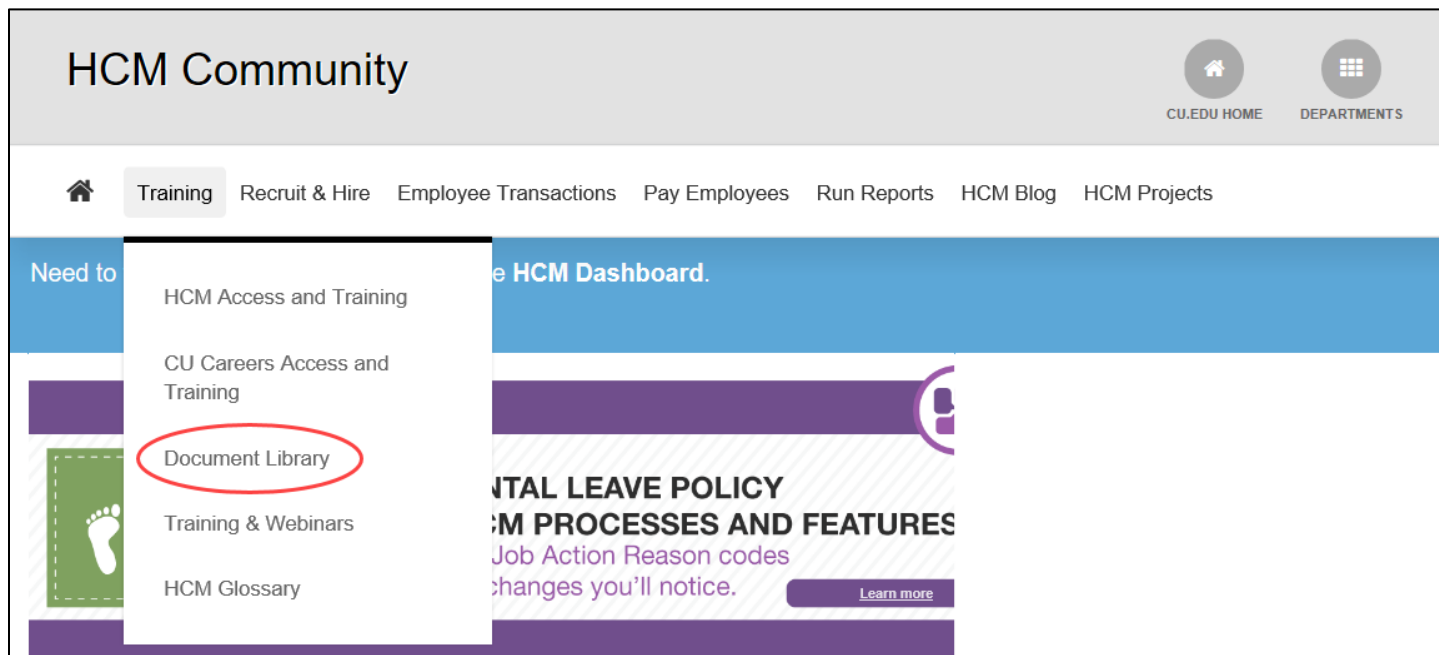 HCM Community
CU.EDU HOME
DEPARTMENTS
Training
Recruit & Hire
Employee Transactions
Pay Employees
Run Reports
HCM Blog
HCM Projects
Need to
HCM Dashboard.
HCM Access and Training
CU Careers Access and
Training
Document Library
Training & Webinars
HCM Glossary
LEAVE POLICY
PROCESSES AND FEATURES
Job Action Reason codes
changes you'll notice.
Learn more